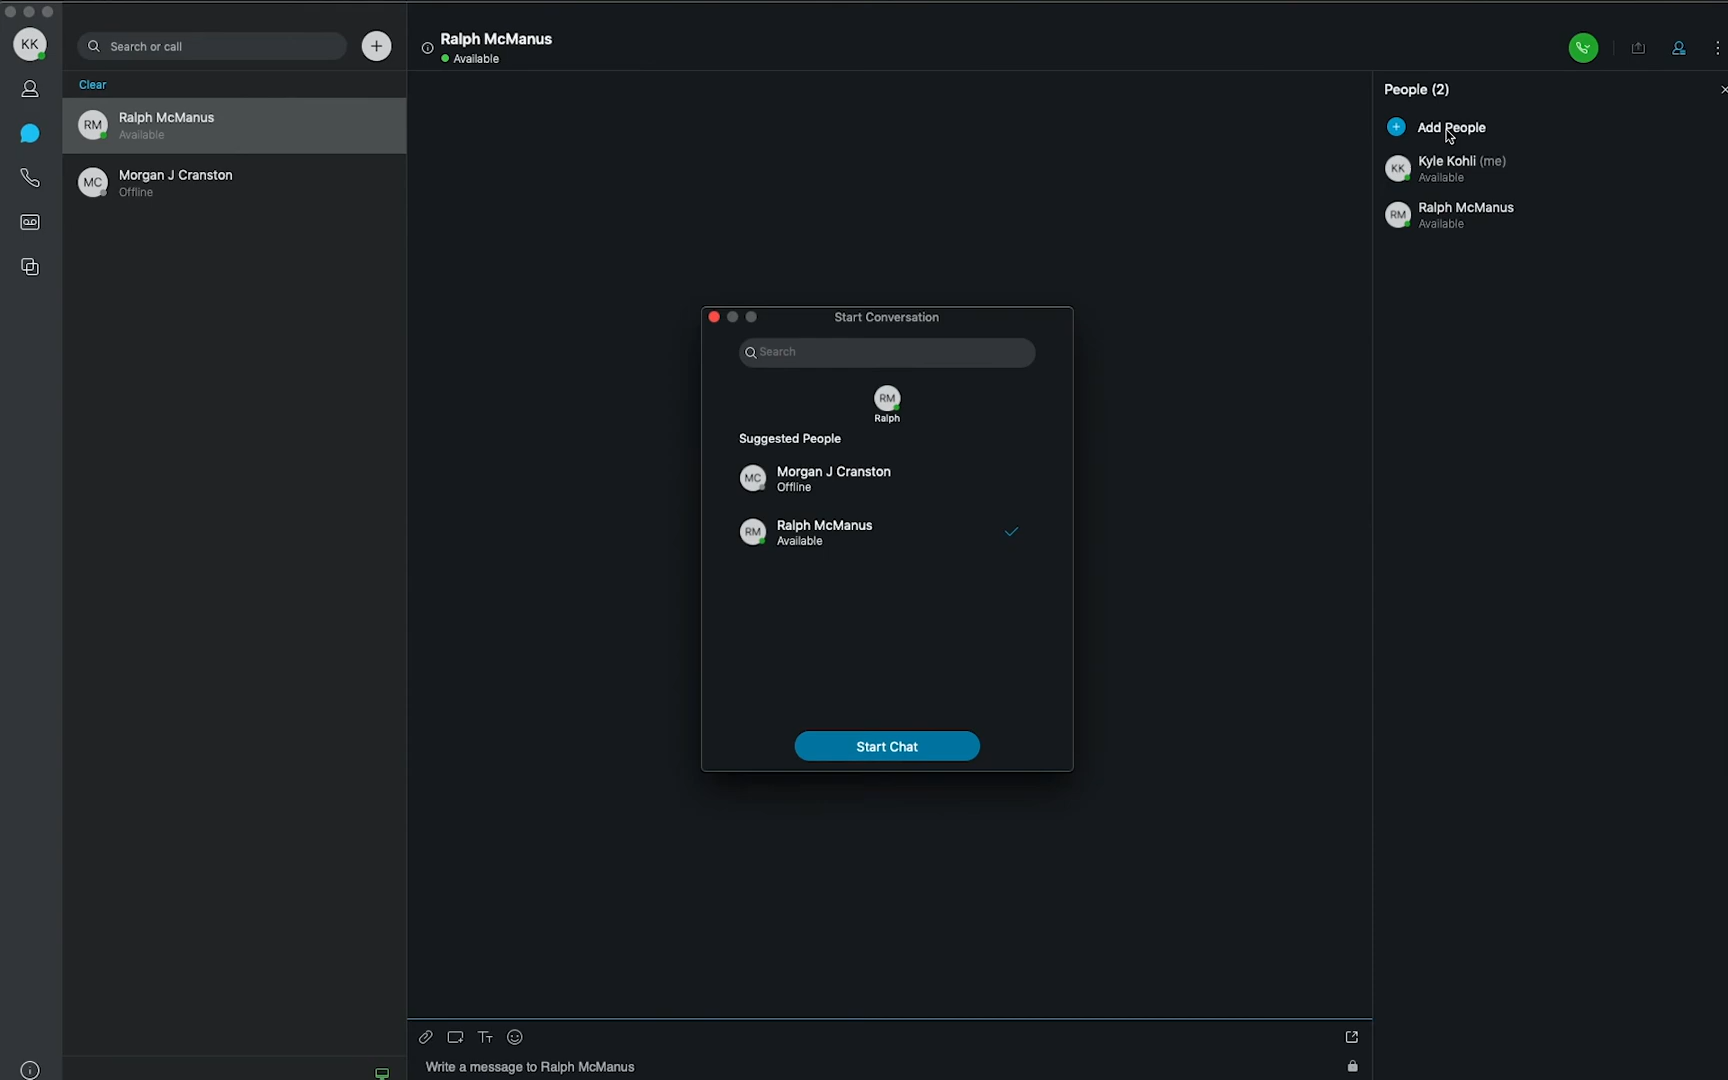 KK
Search or call
Clear
RM
Ralph McManus
Available
MC
Morgan J Cranston
Offline
Ralph McManus
Available
People (2)
Add People
KK
Kyle Kohli (me)
Available
RM
Ralph McManus
Available
Start Conversation
Search
RM
Ralph
Suggested People
MC
Morgan J Cranston
Offline
RM
Ralph McManus
Available
Start Chat
Write a message to Ralph McManus